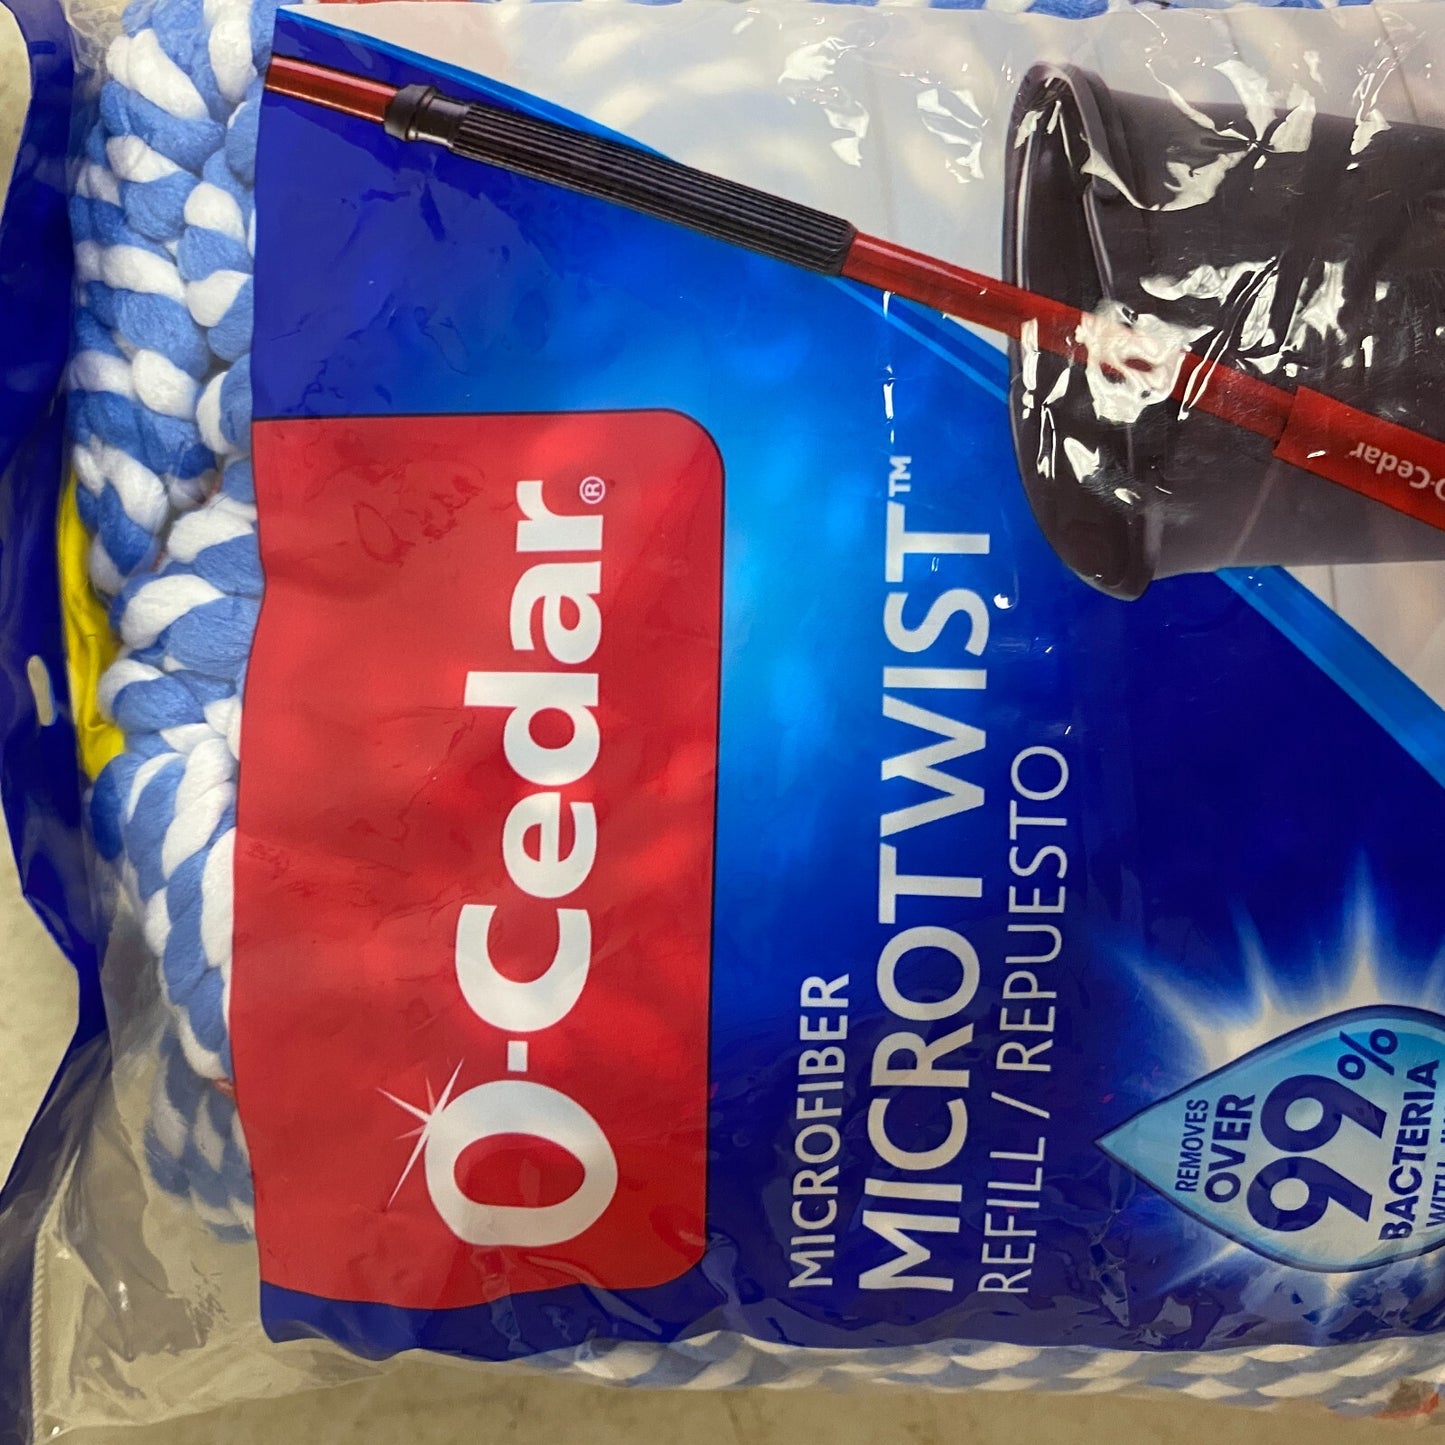 O-Cedar®
MICROFIBER
MICROTWIST™
REFILL / REPUESTO
REMOVES
OVER
99%
BACTERIA
O-Cedar